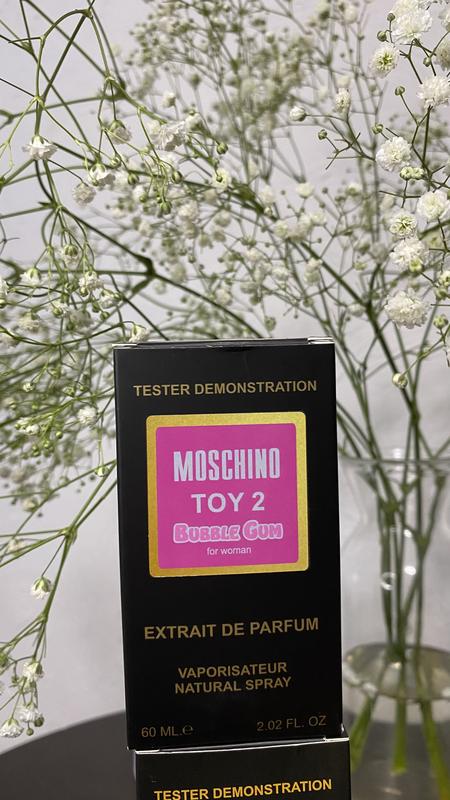 TESTER DEMONSTRATION
MOSCHINO
TOY 2
BUBBLE GUM
for woman
EXTRAIT DE PARFUM
VAPORISATEUR
NATURAL SPRAY
60 ML.℮ 2.02 FL. OZ
TESTER DEMONSTRATION